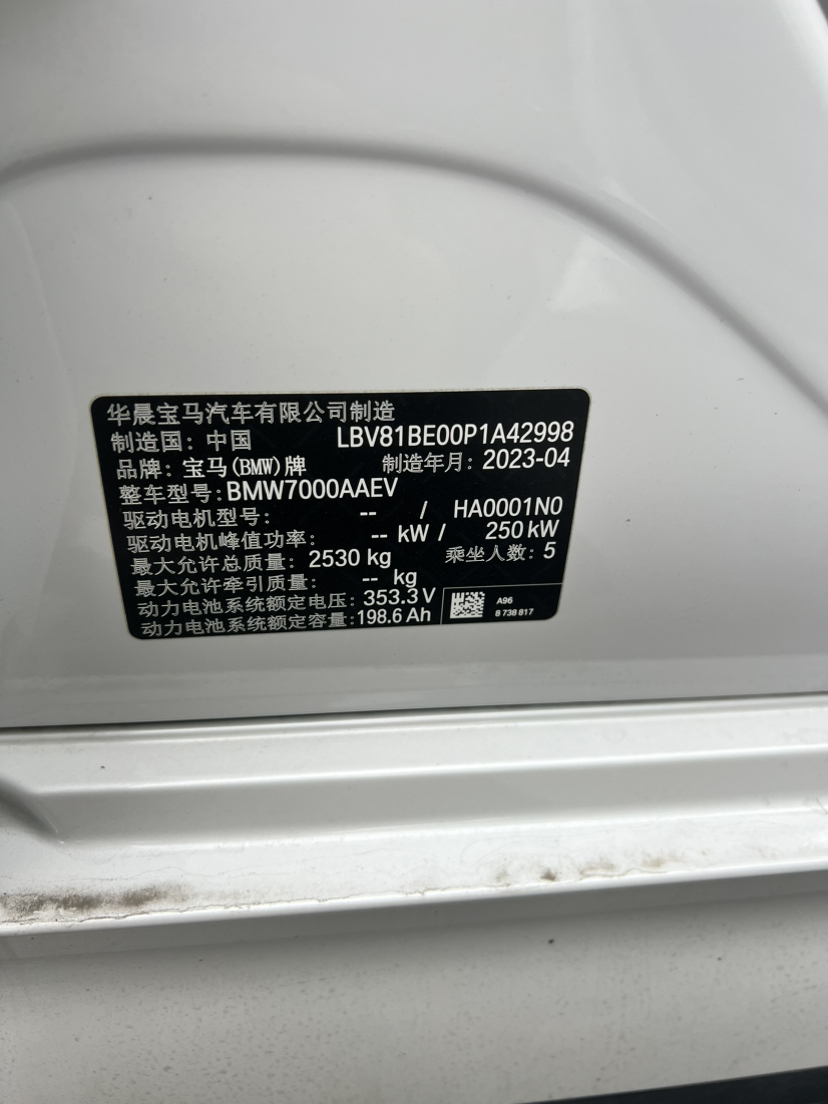 华晨宝马汽车有限公司制造
制造国：中国 LBV81BE00P1A42998
品牌：宝马(BMW)牌 制造年月：2023-04
整车型号：BMW7000AAEV
驱动电机型号： -- / HA0001N0
驱动电机峰值功率： -- kW / 250 kW
最大允许总质量：2530 kg 乘坐人数：5
最大允许牵引质量： -- kg
动力电池系统额定电压：353.3 V
动力电池系统额定容量：198.6 Ah
A96
8 738 817